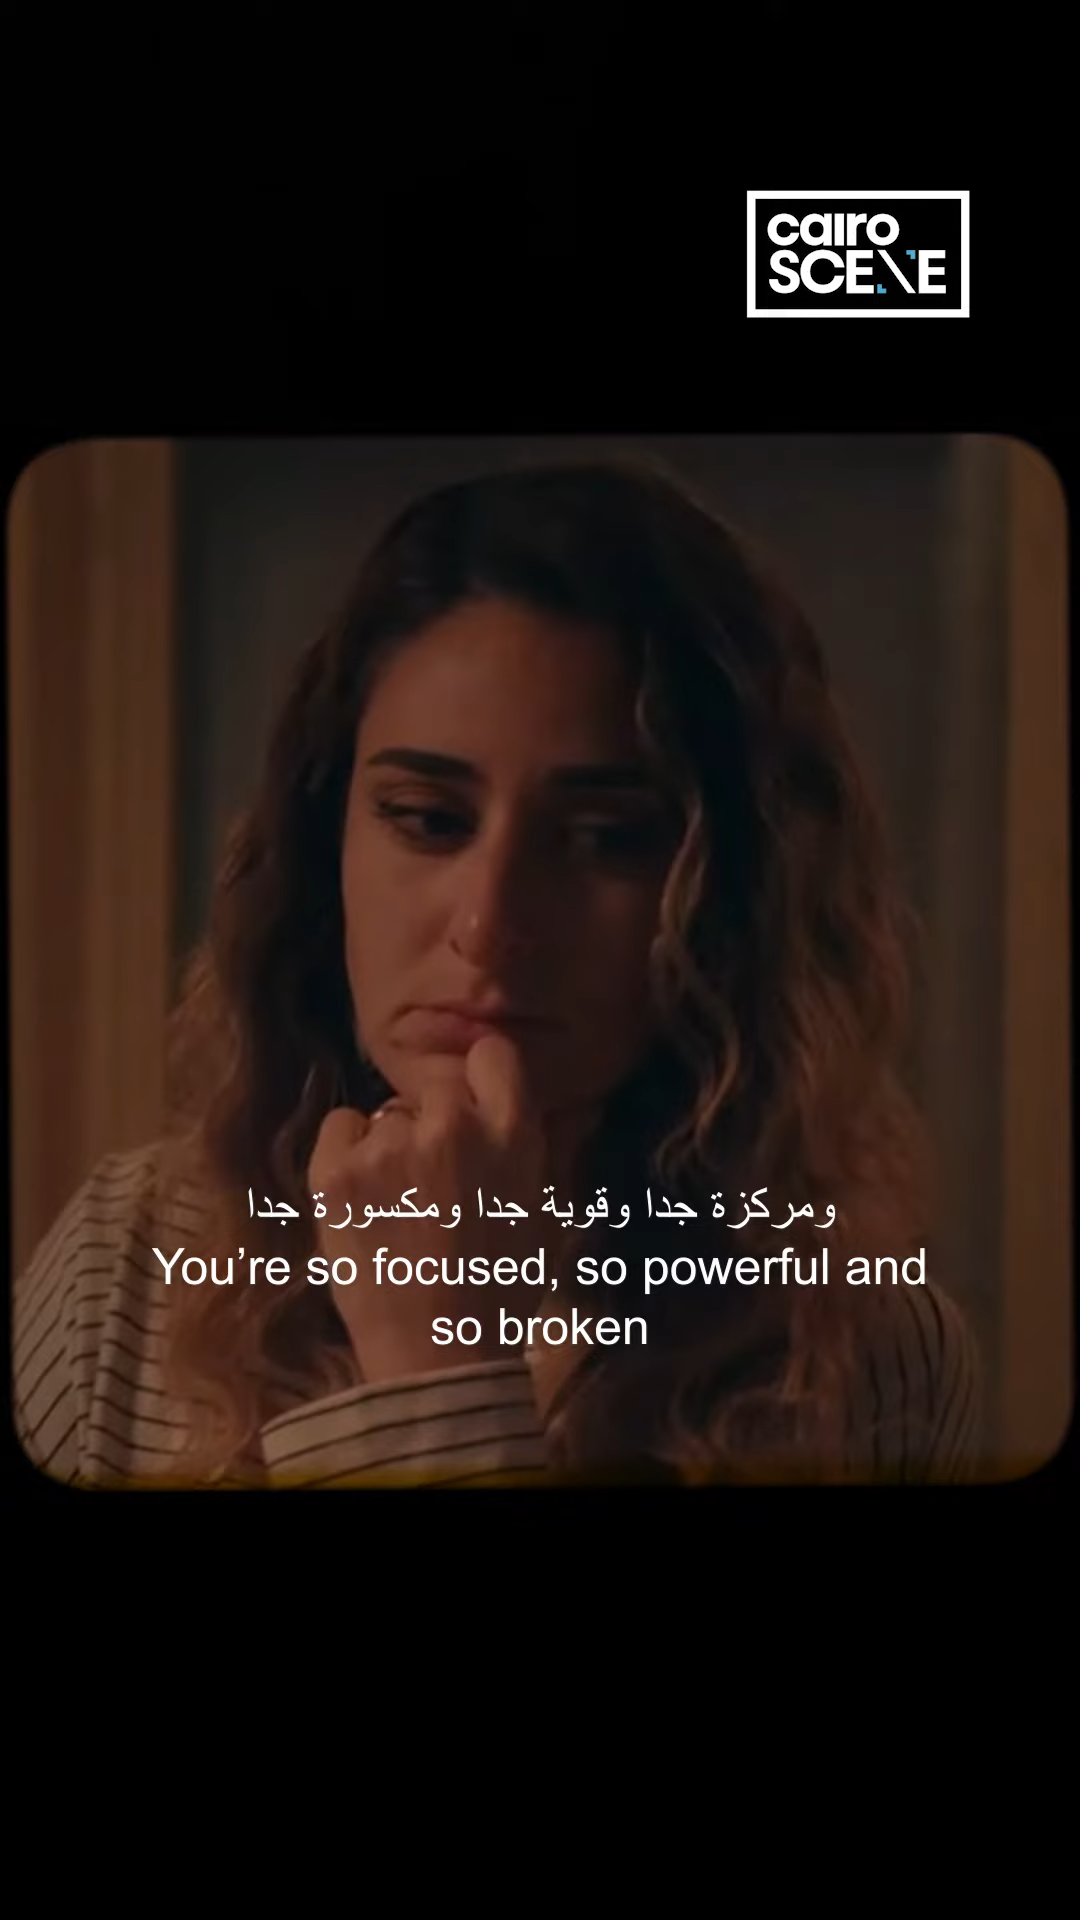 cairo
SCENE
ومركزة جدا وقوية جدا ومكسورة جدا
You’re so focused, so powerful and
so broken